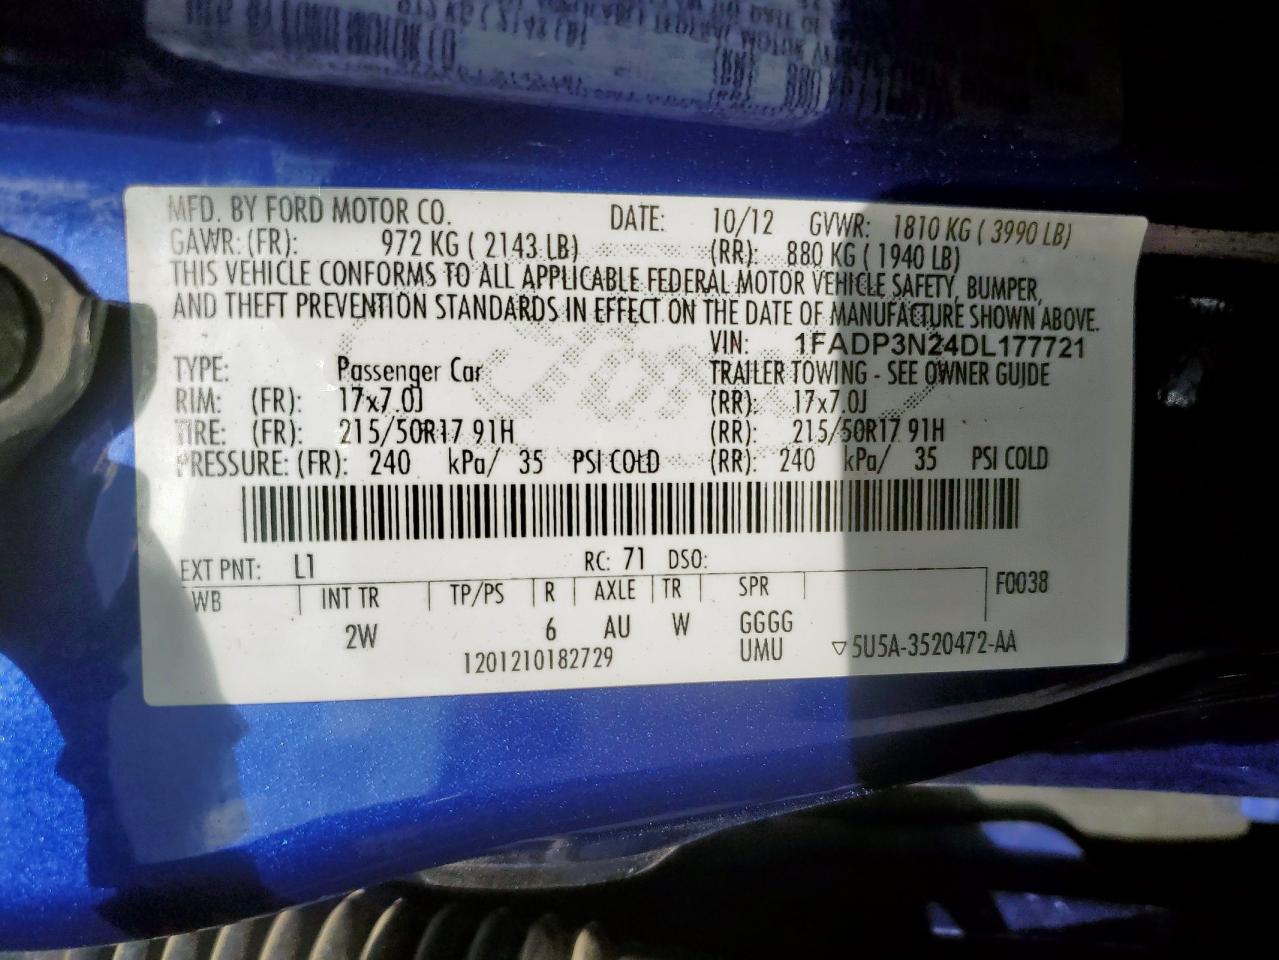 MFD. BY FORD MOTOR CO. DATE: 10/12 GVWR: 1810 KG ( 3990 LB)
GAWR: (FR): 972 KG ( 2143 LB) (RR): 880 KG ( 1940 LB)
THIS VEHICLE CONFORMS TO ALL APPLICABLE FEDERAL MOTOR VEHICLE SAFETY, BUMPER,
AND THEFT PREVENTION STANDARDS IN EFFECT ON THE DATE OF MANUFACTURE SHOWN ABOVE.
VIN: 1FADP3N24DL177721
TYPE: Passenger Car TRAILER TOWING - SEE OWNER GUIDE
RIM: (FR): 17x7.0J (RR): 17x7.0J
TIRE: (FR): 215/50R17 91H (RR): 215/50R17 91H
PRESSURE: (FR): 240 kPa/ 35 PSI COLD (RR): 240 kPa/ 35 PSI COLD
EXT PNT: L1 RC: 71 DSO:
WB INT TR TP/PS R AXLE TR SPR F0038
2W 6 AU W GGGG
UMU ▽5U5A-3520472-AA
1201210182729